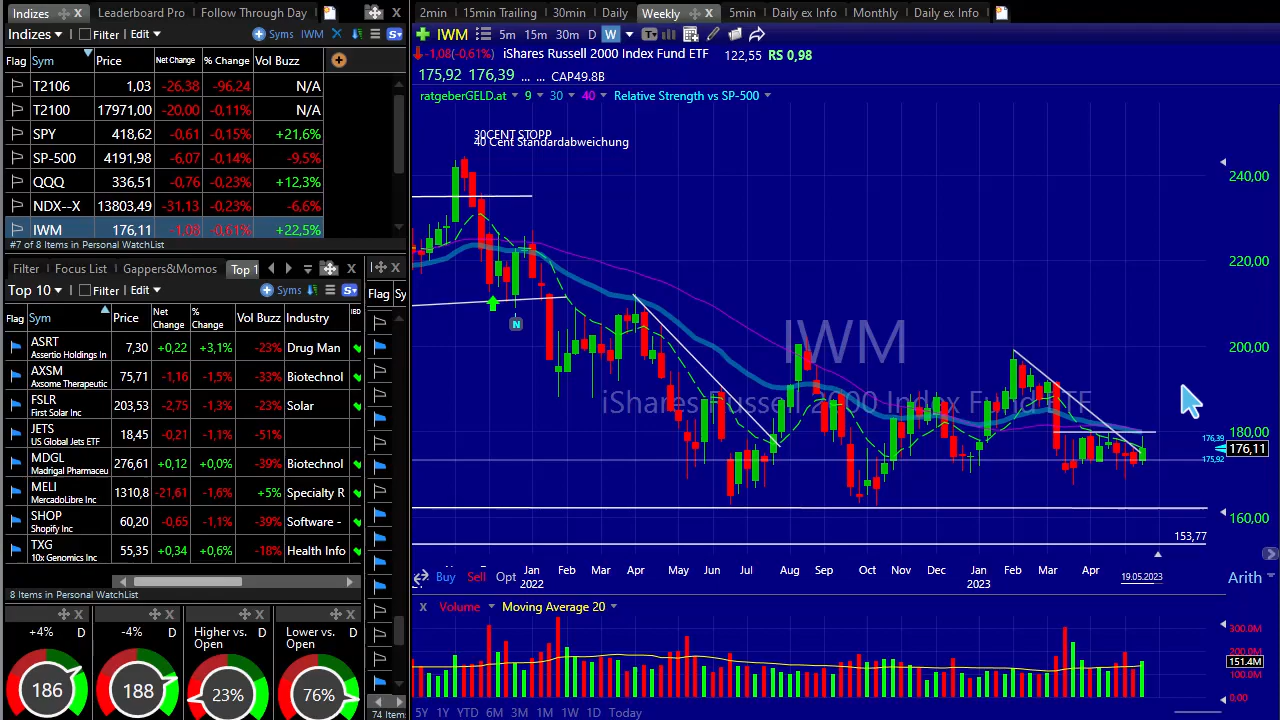 Indizes
Leaderboard Pro
Follow Through Day
Indizes
Filter
Edit
Syms
IWM
Flag Sym Price Net Change % Change Vol Buzz
T2106 1,03 -26,38 -96,24 N/A
T2100 17971,00 -20,00 -0,11% N/A
SPY 418,62 -0,61 -0,15% +21,6%
SP-500 4191,98 -6,07 -0,14% -9,5%
QQQ 336,51 -0,76 -0,23% +12,3%
NDX--X 13803,49 -31,13 -0,23% -6,6%
IWM 176,11 -1,08 -0,61% +22,5%
#7 of 8 Items in Personal WatchList
Filter
Focus List
Gappers&Momos
Top 1
Top 10
Filter
Edit
Syms
Flag Sym Price Net Change % Change Vol Buzz Industry IBD
ASRT 7,30 +0,22 +3,1% -23% Drug Man
Assertio Holdings In
AXSM 75,71 -1,16 -1,5% -33% Biotechnol
Axsome Therapeutic
FSLR 203,53 -2,75 -1,3% -23% Solar
First Solar Inc
JETS 18,45 -0,21 -1,1% -51%
US Global Jets ETF
MDGL 276,61 +0,12 +0,0% -39% Biotechnol
Madrigal Pharmaceu
MELI 1310,8 -21,61 -1,6% +5% Specialty R
MercadoLibre Inc
SHOP 60,20 -0,65 -1,1% -39% Software -
Shopify Inc
TXG 55,35 +0,34 +0,6% -18% Health Info
10x Genomics Inc
8 Items in Personal WatchList
Flag Sy
74 Items
+4% D
186
-4% D
188
Higher vs. Open D
23%
Lower vs. Open D
76%
2min
15min Trailing
30min
Daily
Weekly
5min
Daily ex Info
Monthly
Daily ex Info
IWM 5m 15m 30m D W
T
-1,08(-0,61%) iShares Russell 2000 Index Fund ETF 122,55 RS 0,98
175,92 176,39 ... ... CAP49.8B
ratgeberGELD.at 9 30 40 Relative Strength vs SP-500
30CENT STOPP
40 Cent Standardabweichung
N
IWM
iShares Russell 2000 Index Fund ETF
240,00
220,00
200,00
180,00
176,39
176,11
175,92
160,00
153,77
Jan Feb Mar Apr May Jun Jul Aug Sep Oct Nov Dec Jan Feb Mar Apr
2022 2023
19.05.2023
Buy Sell Opt
Arith
X Volume Moving Average 20
300.0M
151.4M
0.00
5Y 1Y YTD 6M 3M 1M 1W 1D Today